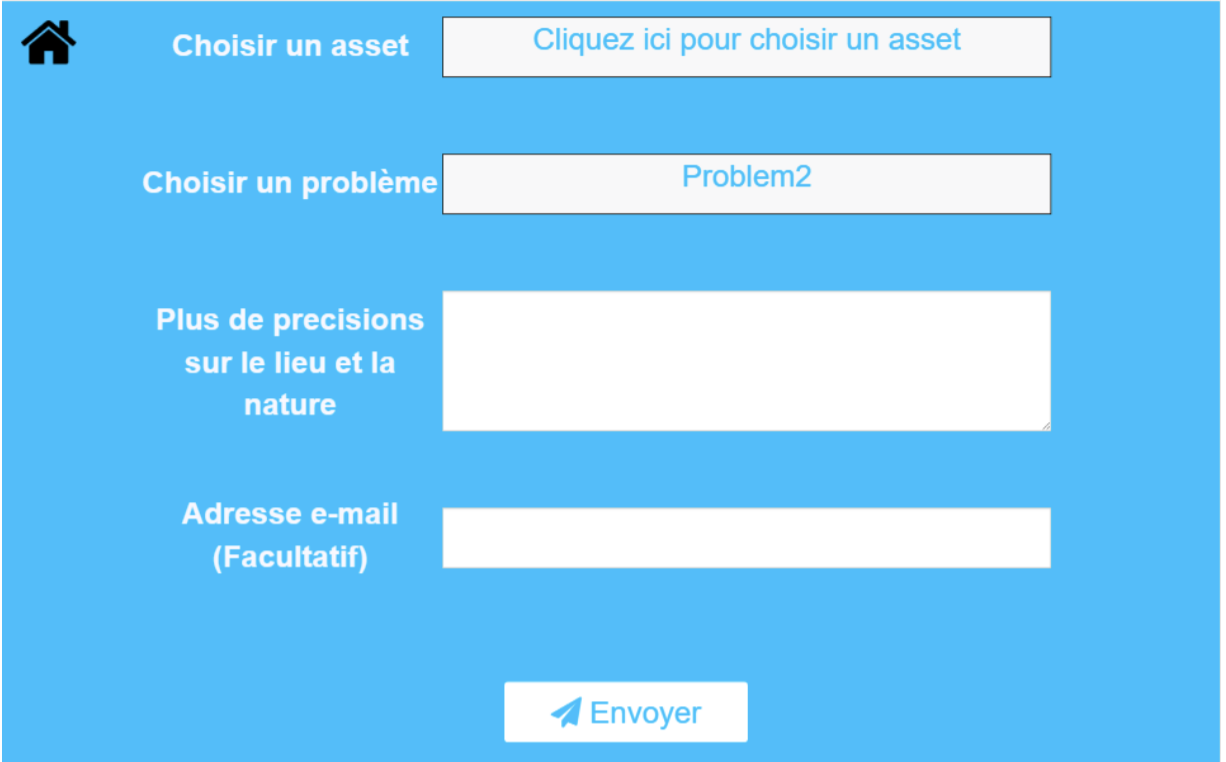 Choisir un asset
Cliquez ici pour choisir un asset
Choisir un problème
Problem2
Plus de precisions
sur le lieu et la
nature
Adresse e-mail
(Facultatif)
Envoyer